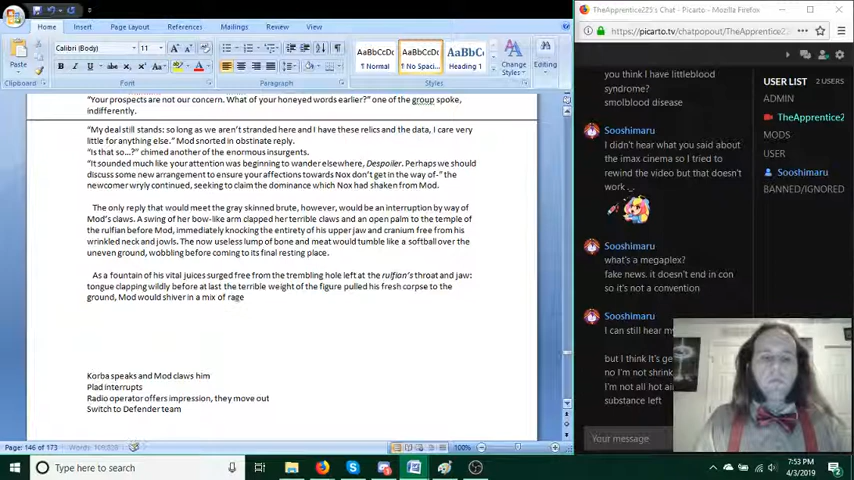 TheApprentice225's Chat - Picarto - Mozilla Firefox
Home Insert Page Layout References Mailings Review View
https://picarto.tv/chatpopout/TheApprentice22
Calibri (Body) 11
AaBbCcDc AaBbCcDc AaBbCc
Paste
¶ Normal ¶ No Spaci... Heading 1
Change Styles
Editing
Clipboard Font Paragraph Styles
"Your prospects are not our concern. What of your honeyed words earlier?" one of the group spoke,
indifferently.
"My deal still stands: so long as we aren't stranded here and I have these relics and the data, I care very
little for anything else." Mod snorted in obstinate reply.
"Is that so...?" chimed another of the enormous insurgents.
"It sounded much like your attention was beginning to wander elsewhere, Despoiler. Perhaps we should
discuss some new arrangement to ensure your affections towards Nox don't get in the way of-" the
newcomer wryly continued, seeking to claim the dominance which Nox had shaken from Mod.
The only reply that would meet the gray skinned brute, however, would be an interruption by way of
Mod's claws. A swing of her bow-like arm clapped her terrible claws and an open palm to the temple of
the rulfian before Mod, immediately knocking the entirety of his upper jaw and cranium free from his
wrinkled neck and jowls. The now useless lump of bone and meat would tumble like a softball over the
uneven ground, wobbling before coming to its final resting place.
As a fountain of his vital juices surged free from the trembling hole left at the rulfian's throat and jaw:
tongue clapping wildly before at last the terrible weight of the figure pulled his fresh corpse to the
ground, Mod would shiver in a mix of rage
Korba speaks and Mod claws him
Plad interrupts
Radio operator offers impression, they move out
Switch to Defender team
Page: 146 of 173
100%
you think I have littleblood
syndrome?
smolblood disease
Sooshimaru
I didn't hear what you said about
the imax cinema so I tried to
rewind the video but that doesn't
work
Sooshimaru
what's a megaplex?
fake news. it doesn't end in con
so it's not a convention
Sooshimaru
I can still hear my
but I think It's ge
no I'm not shrink
I'm not all hot ai
substance left
Your message
USER LIST 2 USERS
ADMIN
TheApprentice2
MODS
USER
Sooshimaru
BANNED/IGNORED
Type here to search
7:53 PM
4/3/2019